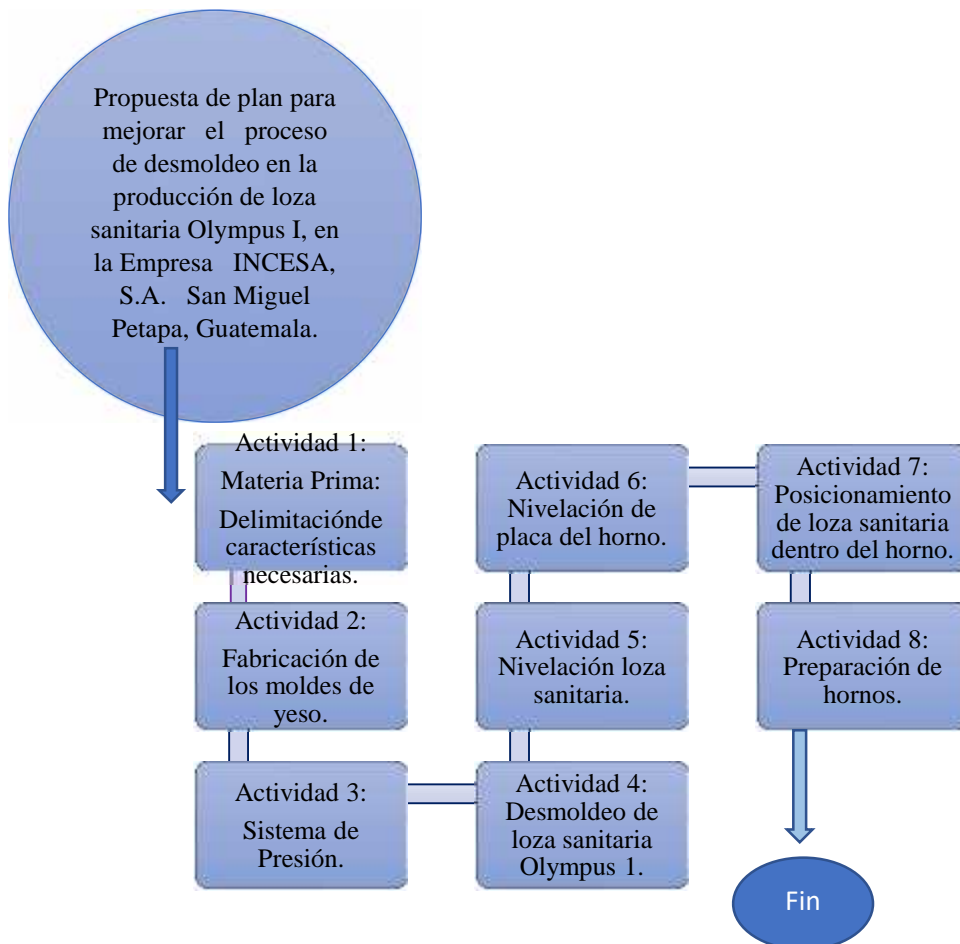 Propuesta de plan para
mejorar el proceso
de desmoldeo en la
producción de loza
sanitaria Olympus I, en
la Empresa INCESA,
S.A. San Miguel
Petapa, Guatemala.
Actividad 1:
Materia Prima:
Delimitaciónde
características
necesarias.
Actividad 2:
Fabricación de
los moldes de
yeso.
Actividad 3:
Sistema de
Presión.
Actividad 4:
Desmoldeo de
loza sanitaria
Olympus 1.
Actividad 5:
Nivelación loza
sanitaria.
Actividad 6:
Nivelación de
placa del horno.
Actividad 7:
Posicionamiento
de loza sanitaria
dentro del horno.
Actividad 8:
Preparación de
hornos.
Fin